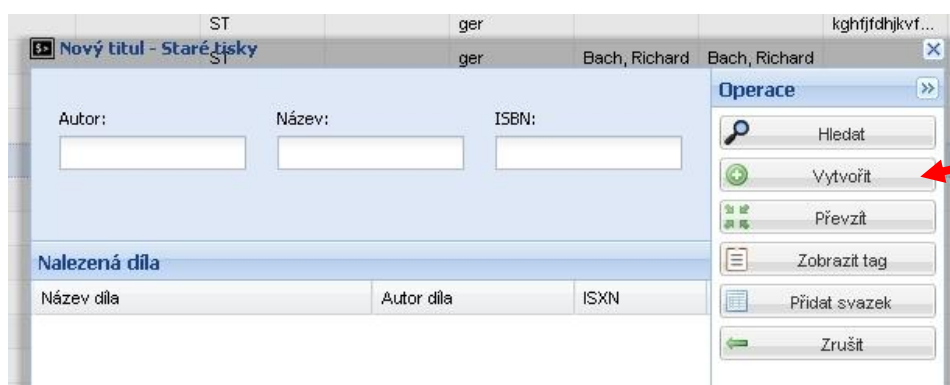 ST ger kghfjfdhjkvf...
Nový titul - Staré tisky
ST ger Bach, Richard Bach, Richard
Operace
Autor: Název: ISBN:
Hledat
Vytvořit
Převzít
Nalezená díla
Zobrazit tag
Název díla Autor díla ISXN
Přidat svazek
Zrušit